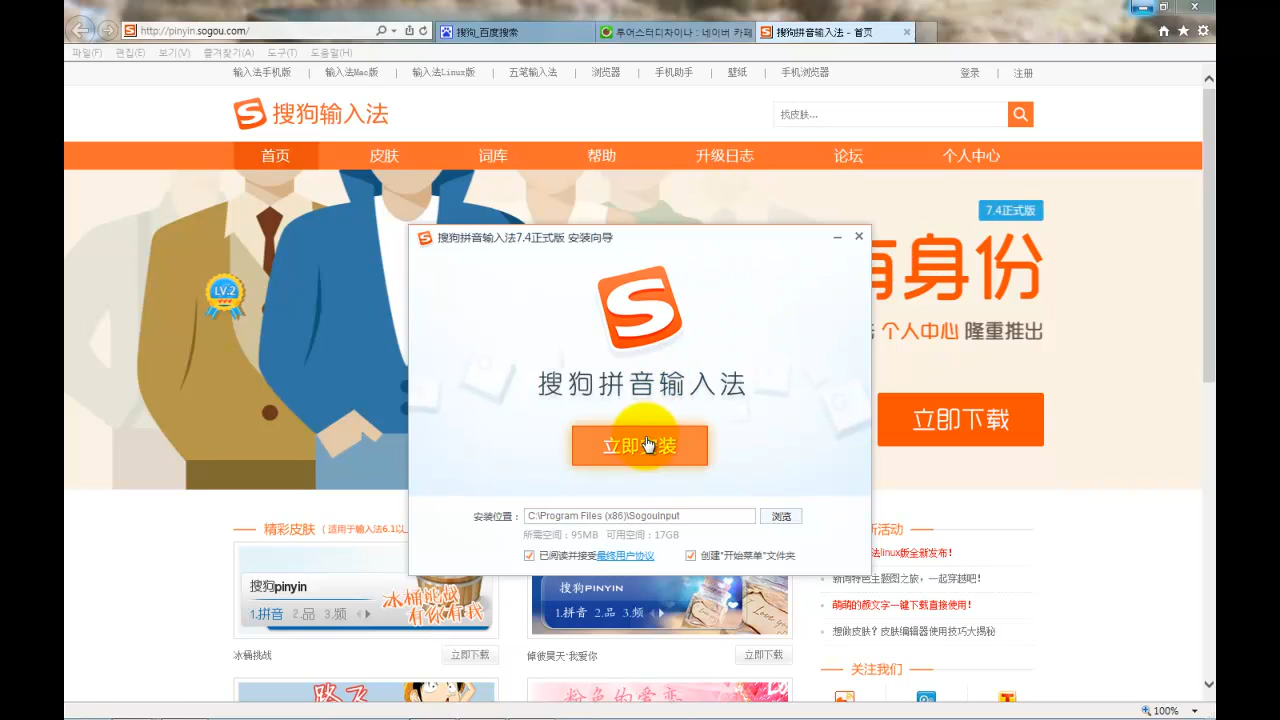 http://pinyin.sogou.com/
搜狗_百度搜索
투어스터디차이나 : 네이버 카페
搜狗拼音输入法 - 首页
파일(F) 편집(E) 보기(V) 즐겨찾기(A) 도구(T) 도움말(H)
输入法手机版 | 输入法Mac版 | 输入法Linux版 | 五笔输入法 | 浏览器 | 手机助手 | 壁纸 | 手机浏览器
登录 | 注册
搜狗输入法
找皮肤...
首页 皮肤 词库 帮助 升级日志 论坛 个人中心
7.4正式版
身份
个人中心 隆重推出
立即下载
LV.2
搜狗拼音输入法7.4正式版 安装向导
搜狗拼音输入法
立即安装
安装位置： C:\Program Files (x86)\SogouInput 浏览
所需空间：95MB 可用空间：17GB
已阅读并接受最终用户协议 创建"开始菜单"文件夹
精彩皮肤 ( 适用于输入法6.1以
活动
法linux版全新发布！
新词特色主题图之旅，一起穿越吧！
萌萌的颜文字一键下载直接使用！
想做皮肤？皮肤编辑器使用技巧大揭秘
搜狗pinyin
1.拼音 2.品 3.频
冰桶挑战
有你有我
搜狗PINYIN
1.拼音 2.品 3.频
冰桶挑战 立即下载
倬彼昊天·我爱你 立即下载
关注我们
路飞
粉色的爱恋
100%